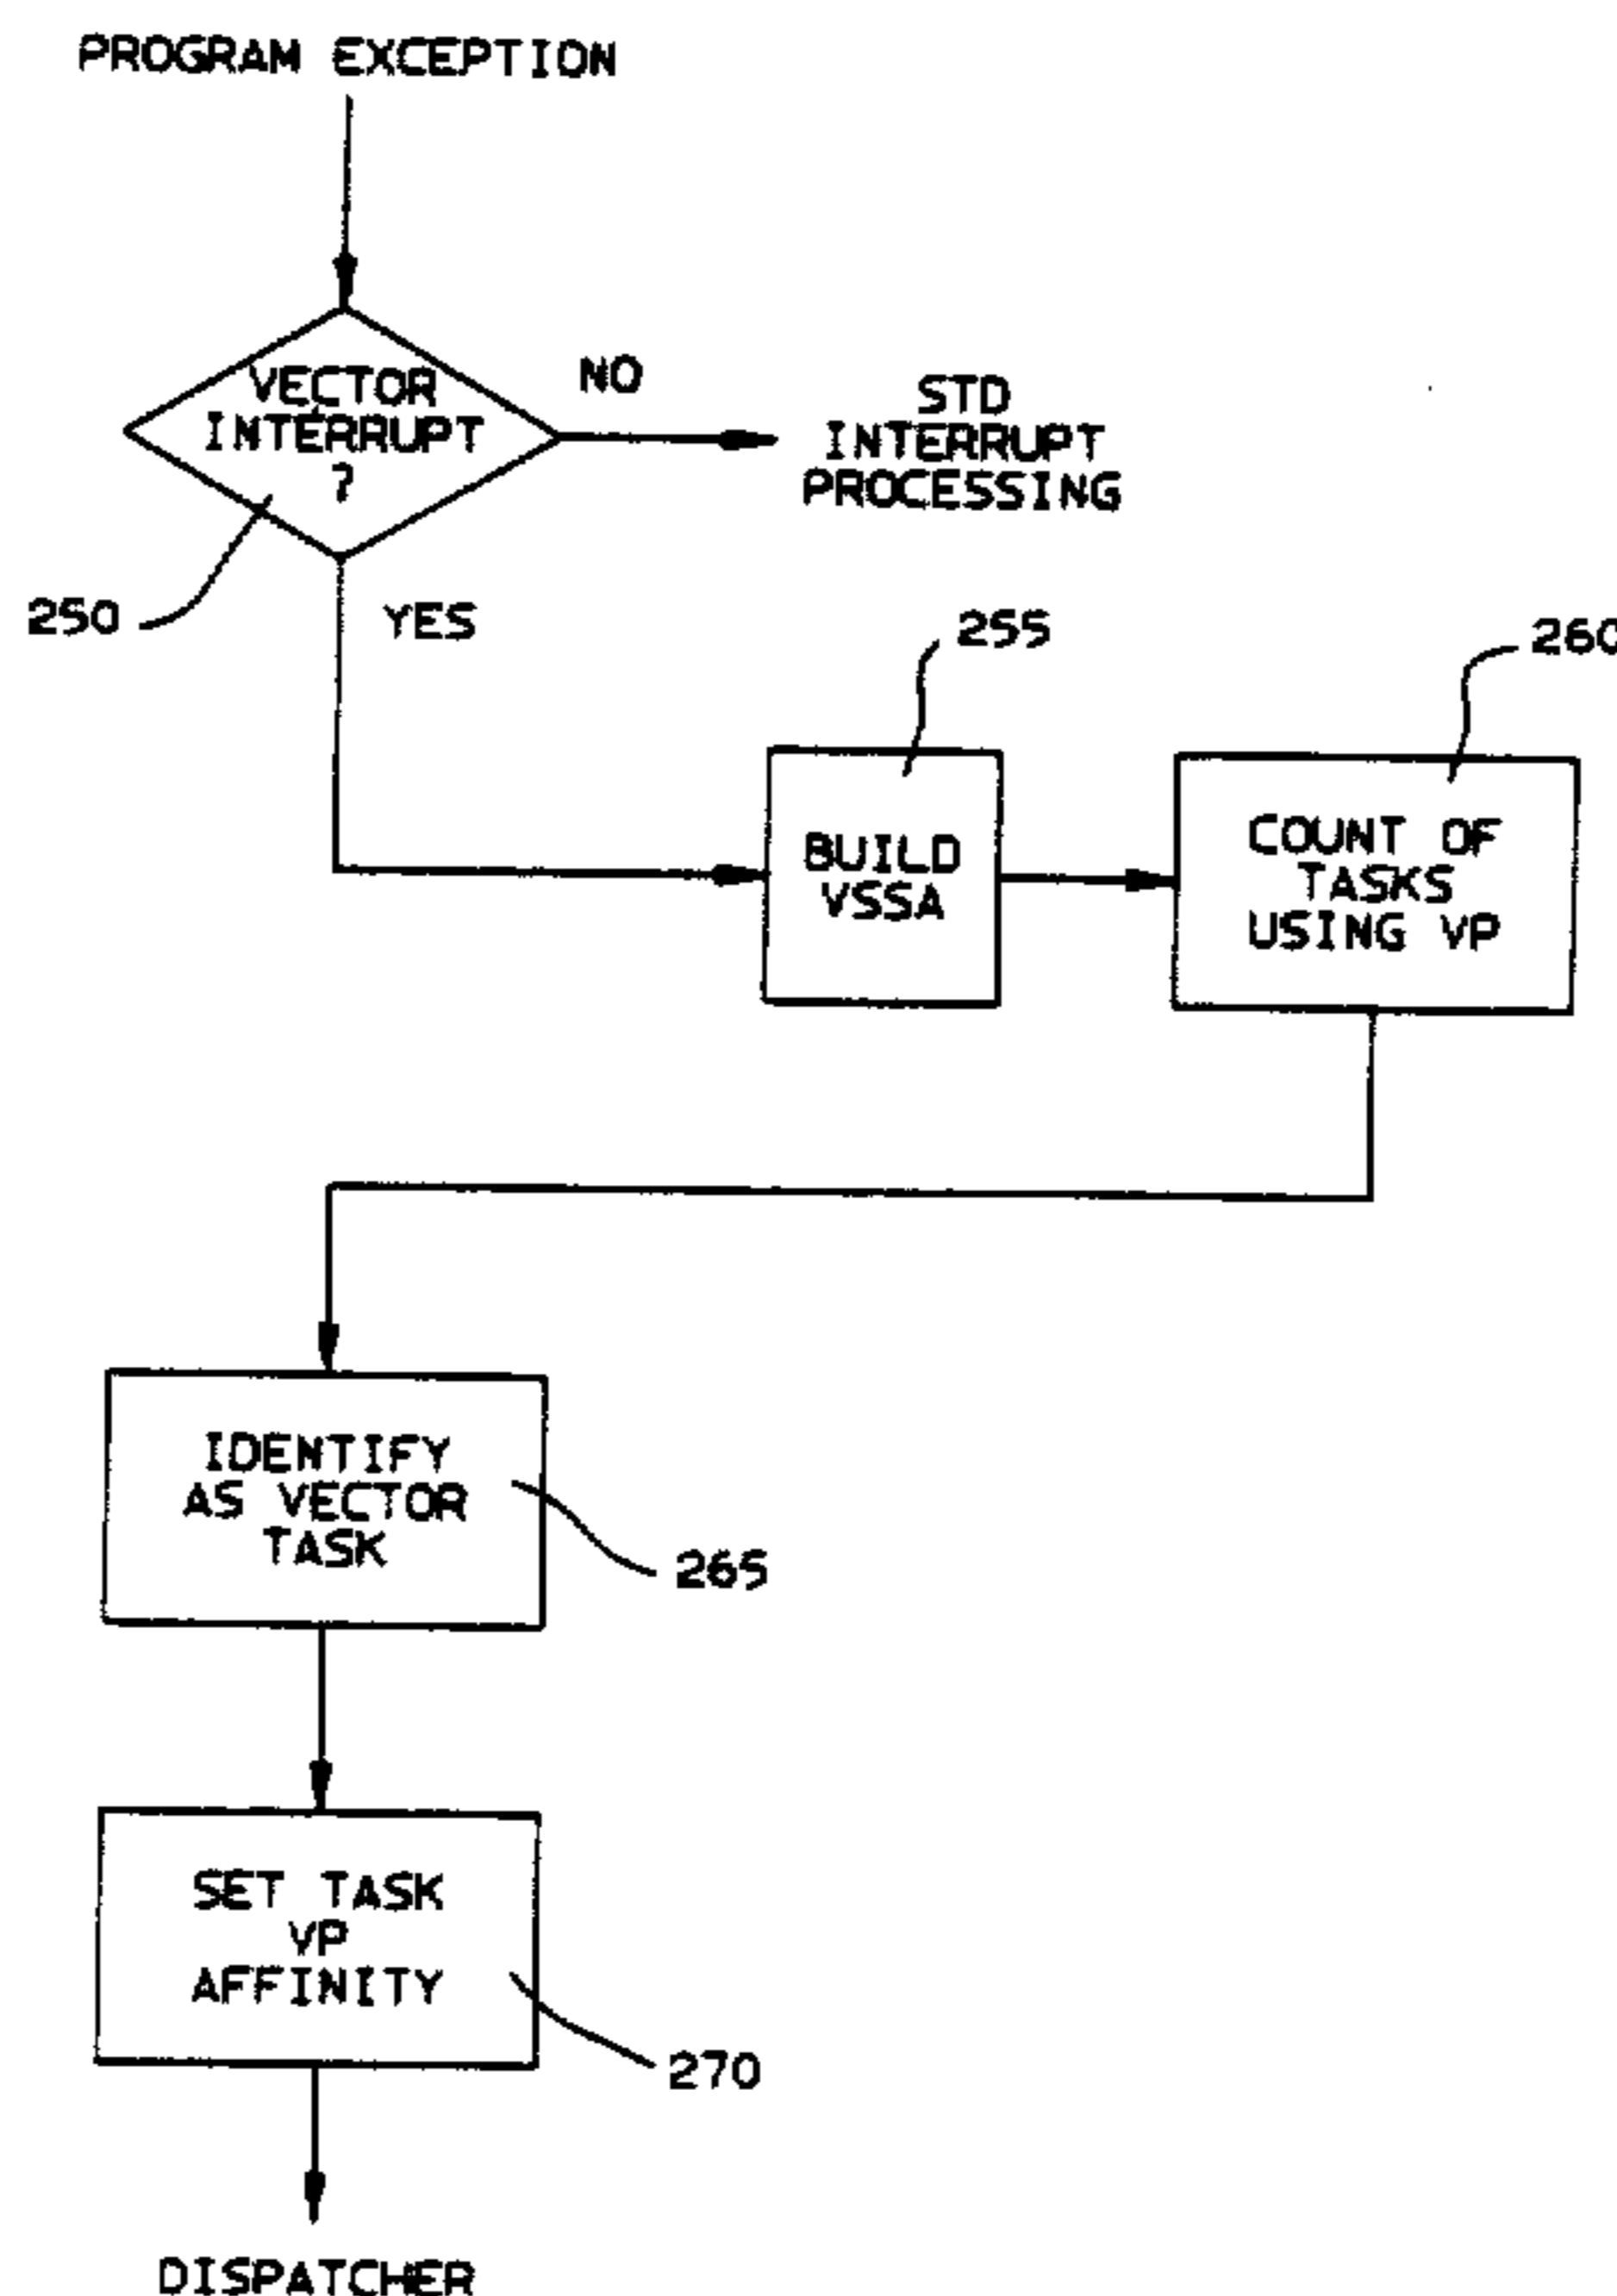 PROGRAM EXCEPTION
VECTOR
INTERRUPT
?
NO
STD
INTERRUPT
PROCESSING
250
YES
255
260
BUILD
VSSA
COUNT OF
TASKS
USING VP
IDENTIFY
AS VECTOR
TASK
265
SET TASK
VP
AFFINITY
270
DISPATCHER